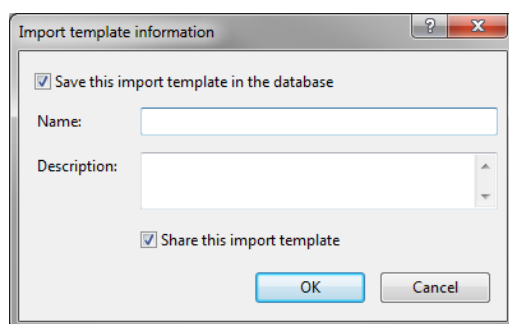 Import template information
Save this import template in the database
Name:
Description:
Share this import template
OK Cancel